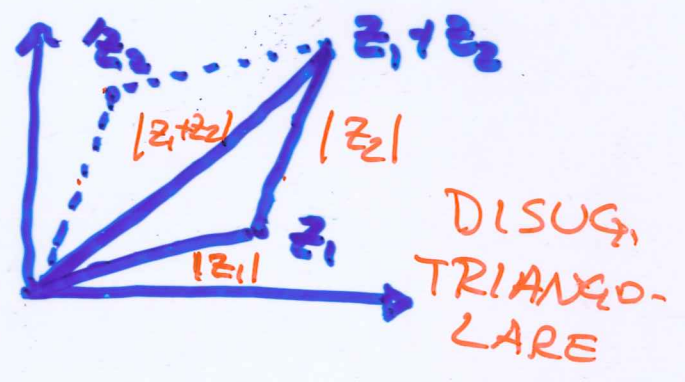 z₂
z₁+z₂
|z₁+z₂|
|z₂|
z₁
|z₁|
DISUG.
TRIANGO-
LARE